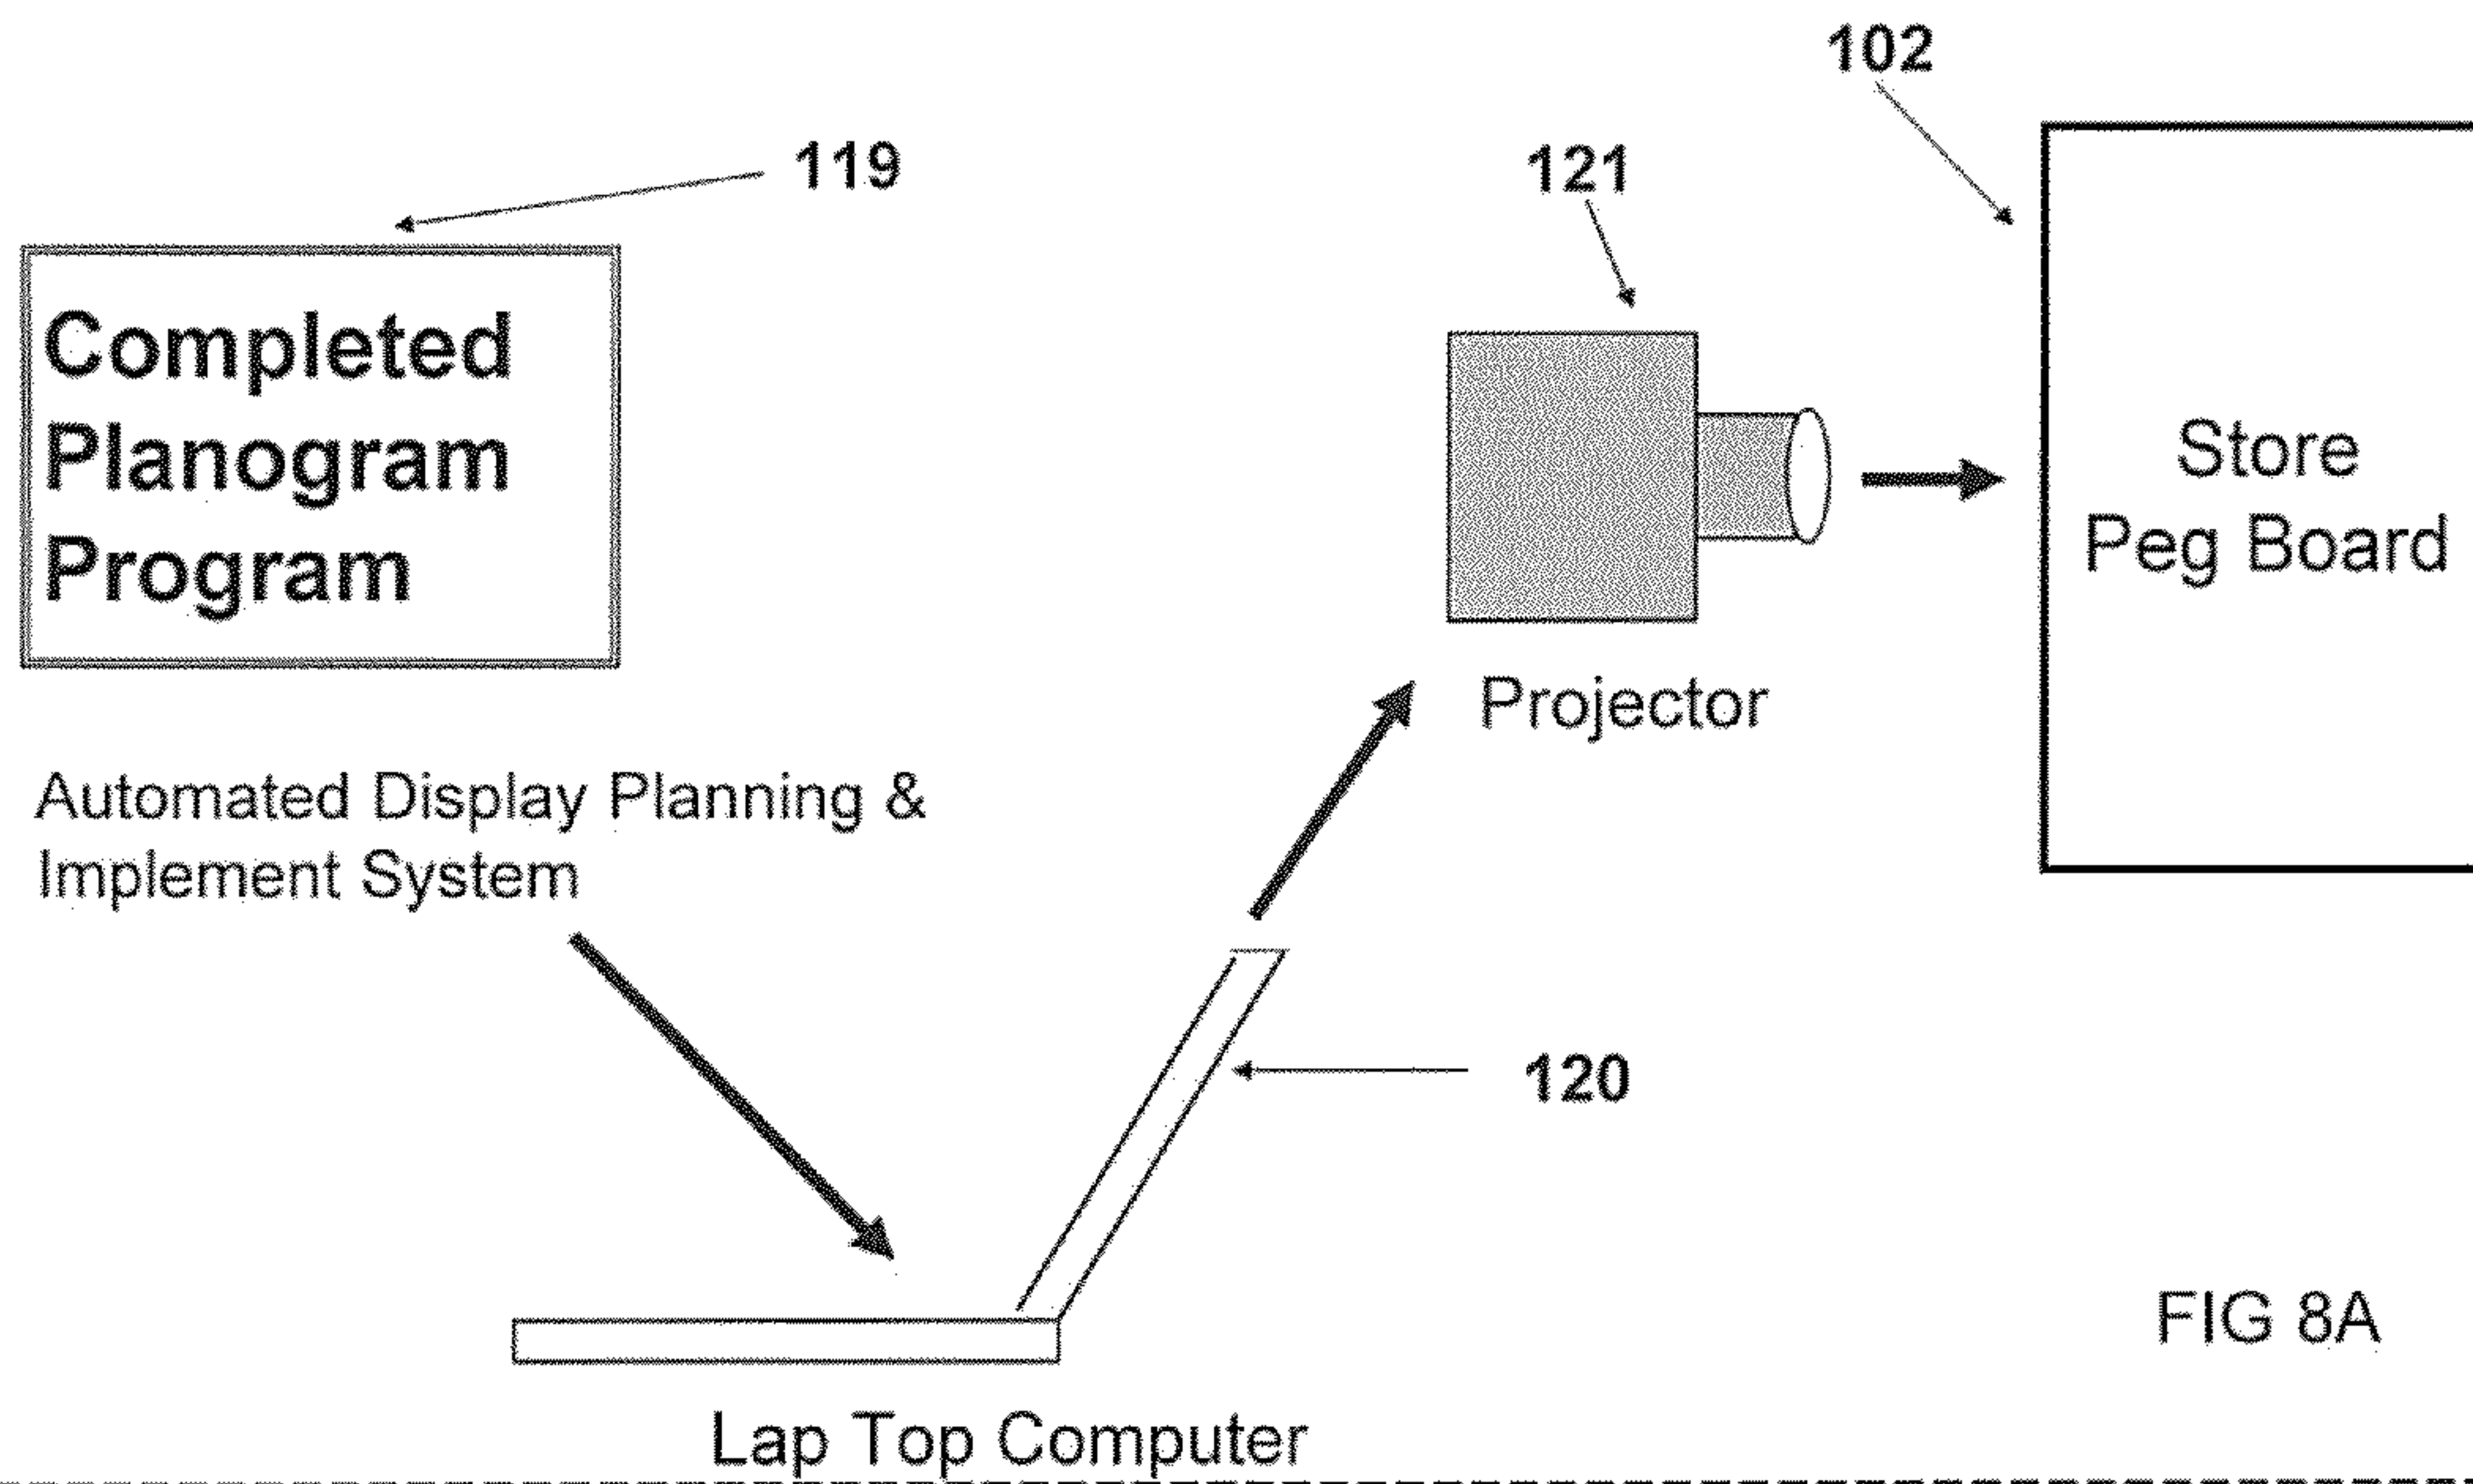 102
119
121
Completed
Planogram
Program
Store
Peg Board
Projector
Automated Display Planning &
Implement System
120
FIG 8A
Lap Top Computer